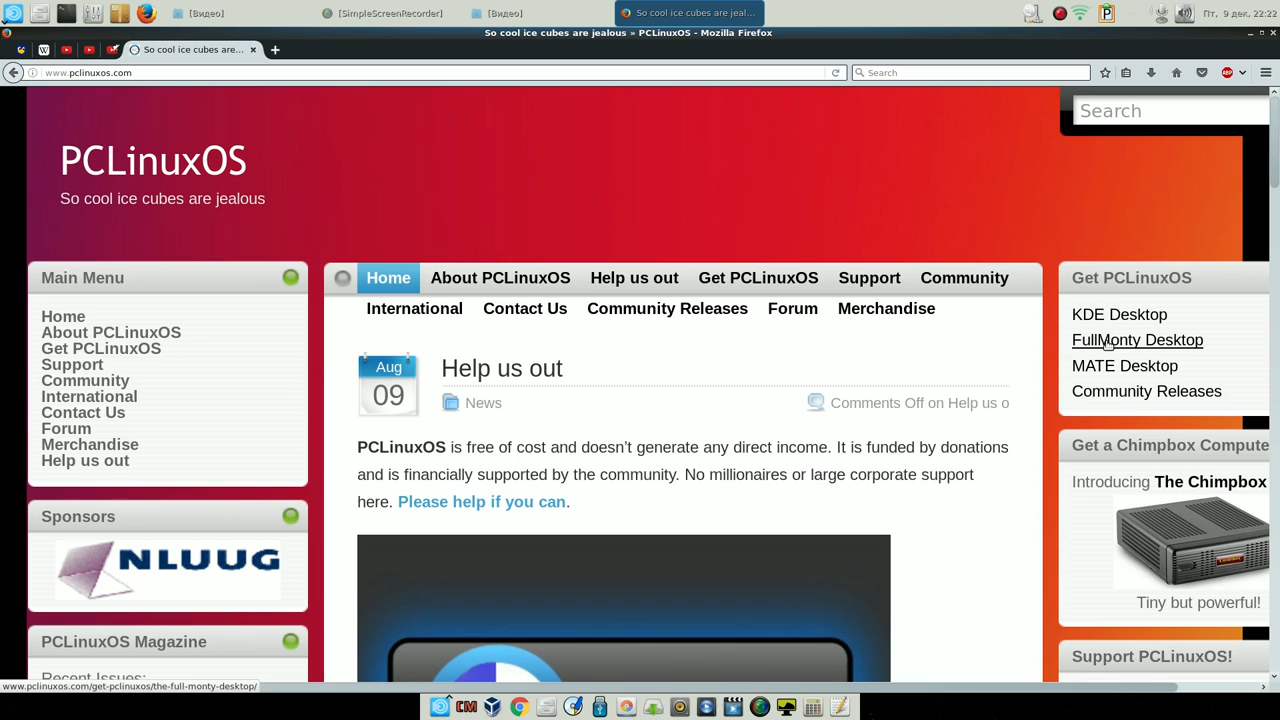 [Видео]
[SimpleScreenRecorder]
[Видео]
So cool ice cubes are jeal...
Пт, 9 дек, 22:22
So cool ice cubes are jealous » PCLinuxOS - Mozilla Firefox
So cool ice cubes are...
www.pclinuxos.com
Search
Search
PCLinuxOS
So cool ice cubes are jealous
Main Menu
Home
About PCLinuxOS
Get PCLinuxOS
Support
Community
International
Contact Us
Forum
Merchandise
Help us out
Sponsors
NLUUG
PCLinuxOS Magazine
Recent Issues:
Home About PCLinuxOS Help us out Get PCLinuxOS Support Community
International Contact Us Community Releases Forum Merchandise
Aug
09
Help us out
News
Comments Off on Help us o
PCLinuxOS is free of cost and doesn’t generate any direct income. It is funded by donations
and is financially supported by the community. No millionaires or large corporate support
here. Please help if you can.
Get PCLinuxOS
KDE Desktop
FullMonty Desktop
MATE Desktop
Community Releases
Get a Chimpbox Compute
Introducing The Chimpbox
Tiny but powerful!
Support PCLinuxOS!
www.pclinuxos.com/get-pclinuxos/the-full-monty-desktop/